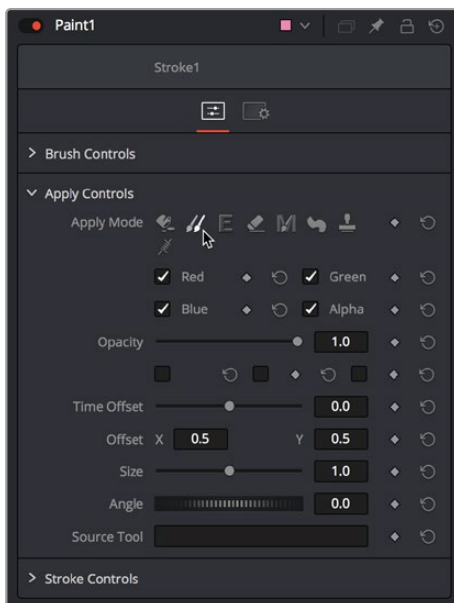 Paint1
Stroke1
Brush Controls
Apply Controls
Apply Mode
Red Green
Blue Alpha
Opacity 1.0
Time Offset 0.0
Offset X 0.5 Y 0.5
Size 1.0
Angle 0.0
Source Tool
Stroke Controls